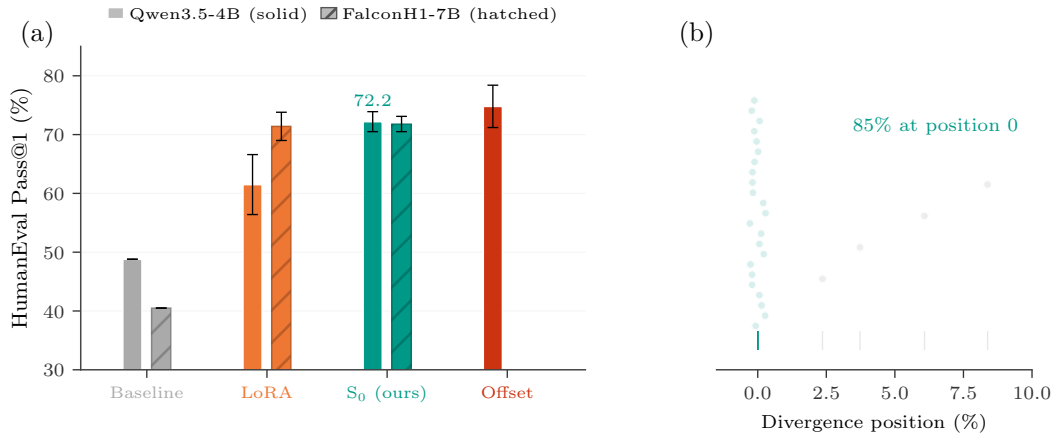 Qwen3.5-4B (solid) FalconH1-7B (hatched)
(a)
HumanEval Pass@1 (%)
80
70
60
50
40
30
72.2
Baseline LoRA S₀ (ours) Offset
(b)
85% at position 0
0.0 2.5 5.0 7.5 10.0
Divergence position (%)